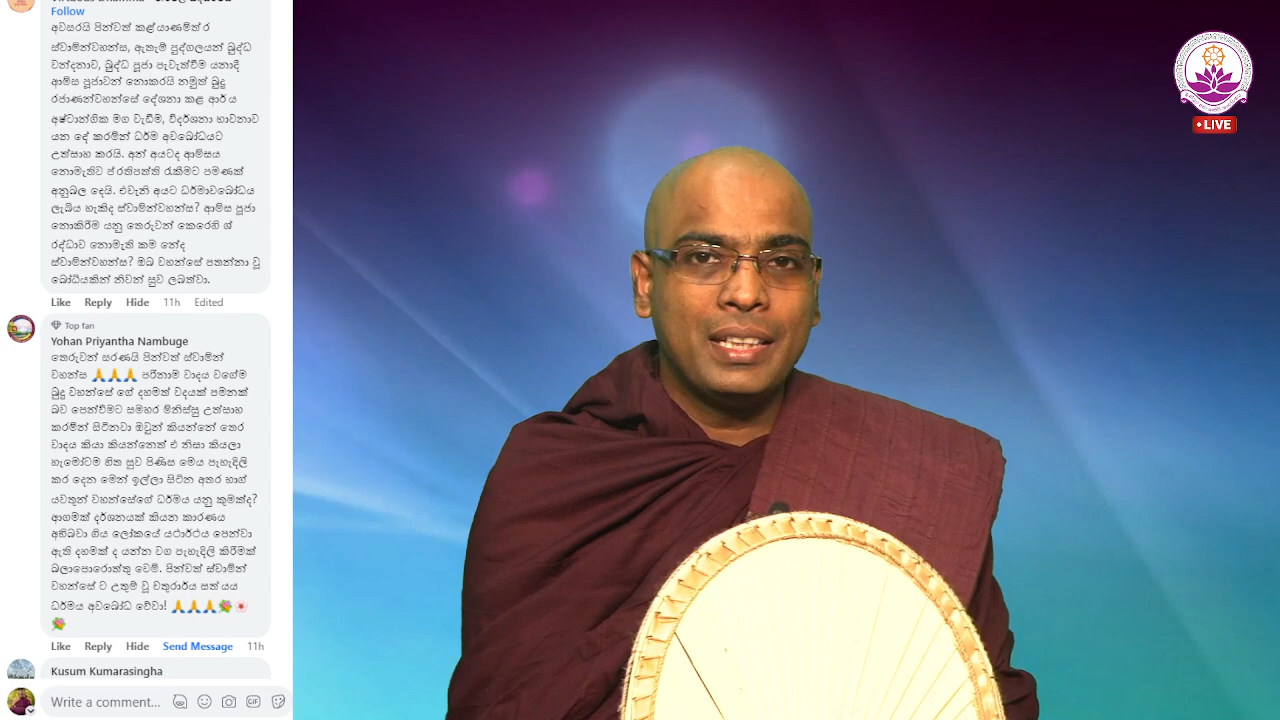 Follow
අවසරයි පින්වත් කළ්‍යාණමිත්‍ර
ස්වාමින්වහන්ස, ඇතැම් පුද්ගලයන් බුද්ධ
වන්දනාව, බුද්ධ පූජා පැවැත්වීම යනාදි
ආමිස පූජාවන් නොකරයි නමුත් බුදු
රජාණන්වහන්සේ දේශනා කළ ආර්ය
අෂ්ටාන්ගික මග වැඩීම, විදර්ශනා භාවනාව
යන දේ කරමින් ධර්ම අවබෝධයට
උත්සාහ කරයි. අන් අයටද ආමිසය
නොමැතිව ප්‍රතිපත්ති රැකීමට පමණක්
අනුබල දෙයි. එවැනි අයට ධර්මාවබෝධය
ලැබිය හැකිද ස්වාමින්වහන්ස? ආමිස පූජා
නොකිරීම යනු තෙරුවන් කෙරෙහි ශ්
රද්ධාව නොමැති කම නේද
ස්වාමින්වහන්ස? ඔබ වහන්සේ පතන්නා වූ
බෝධියකින් නිවන් සුව ලබත්වා.
Like Reply Hide 11h Edited
Top fan
Yohan Priyantha Nambuge
තෙරුවන් සරණයි පින්වත් ස්වාමින්
වහන්ස 🙏🙏🙏 පරිනාම වාදය වගේම
බුදු වහන්සේ ගේ දහමත් වදයක් පමනක්
බව පෙන්වීමට සමහර මිනිස්සු උත්සාහ
කරමින් සිටිනවා ඔවුන් කියන්නේ තෙර
වාදය කියා කියන්නෙත් එ නිසා කියලා
හැමෝටම හිත සුව පිණිස මෙය පැහැදිලි
කර දෙන මෙන් ඉල්ලා සිටින අතර භාග්
යවතුන් වහන්සේගේ ධර්මය යනු කුමක්ද?
ආගමක් දර්ශනයක් කියන කාරණය
අභිබවා ගිය ලෝකයේ යථාර්ථය පෙන්වා
ඇති දහමක් ද යන්න වග පැහැදිලි කිරීමක්
බලාපොරොත්තු වෙමි. පින්වත් ස්වාමින්
වහන්සේ ට උතුම් වූ චතුරාර්ය සත්‍යය
ධර්මය අවබෝධ වේවා! 🙏🙏🙏💐🌸
💐
Like Reply Hide Send Message 11h
Kusum Kumarasingha
Write a comment...
GIF
• LIVE